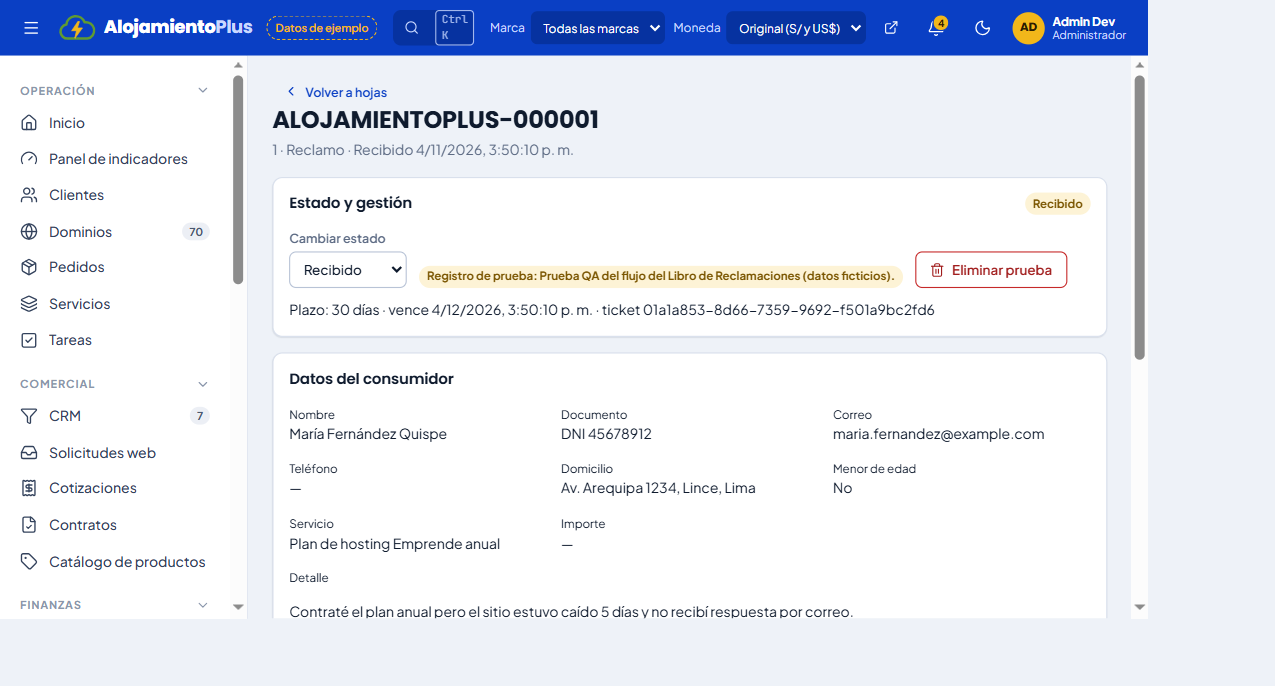 AlojamientoPlus
Datos de ejemplo
Ctrl K
Marca
Todas las marcas
Moneda
Original (S/ y US$)
4
AD
Admin Dev
Administrador
OPERACIÓN
Inicio
Panel de indicadores
Clientes
Dominios 70
Pedidos
Servicios
Tareas
COMERCIAL
CRM 7
Solicitudes web
Cotizaciones
Contratos
Catálogo de productos
FINANZAS
Volver a hojas
ALOJAMIENTOPLUS-000001
1 · Reclamo · Recibido 4/11/2026, 3:50:10 p. m.
Estado y gestión
Recibido
Cambiar estado
Recibido
Registro de prueba: Prueba QA del flujo del Libro de Reclamaciones (datos ficticios).
Eliminar prueba
Plazo: 30 días · vence 4/12/2026, 3:50:10 p. m. · ticket 01a1a853-8d66-7359-9692-f501a9bc2fd6
Datos del consumidor
Nombre
María Fernández Quispe
Documento
DNI 45678912
Correo
maria.fernandez@example.com
Teléfono
—
Domicilio
Av. Arequipa 1234, Lince, Lima
Menor de edad
No
Servicio
Plan de hosting Emprende anual
Importe
—
Detalle
Contraté el plan anual pero el sitio estuvo caído 5 días y no recibí respuesta por correo.